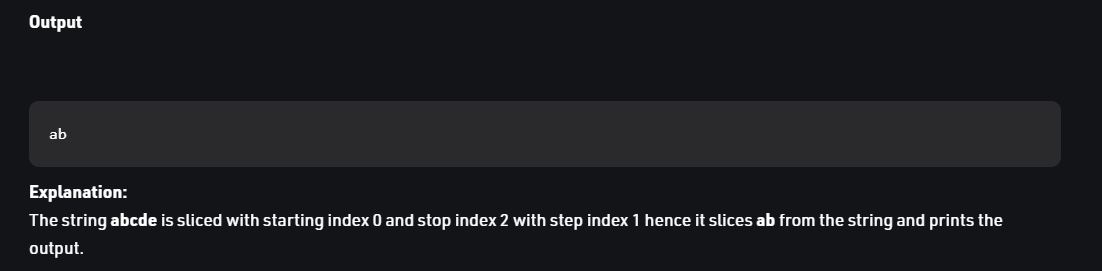 Output
ab
Explanation:
The string abcde is sliced with starting index 0 and stop index 2 with step index 1 hence it slices ab from the string and prints the
output.